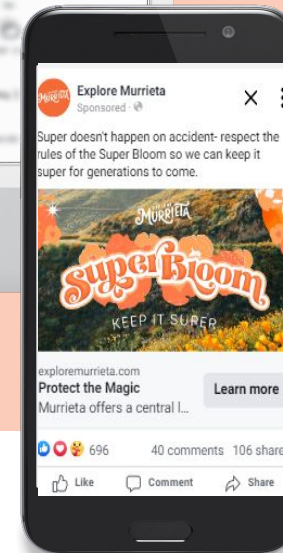 MURRIETA
Explore Murrieta
Sponsored ·
Super doesn't happen on accident- respect the
rules of the Super Bloom so we can keep it
super for generations to come.
MURRIETA
Super Bloom
KEEP IT SUPER
exploremurrieta.com
Protect the Magic
Murrieta offers a central l...
Learn more
696
40 comments 106 share
Like Comment Share